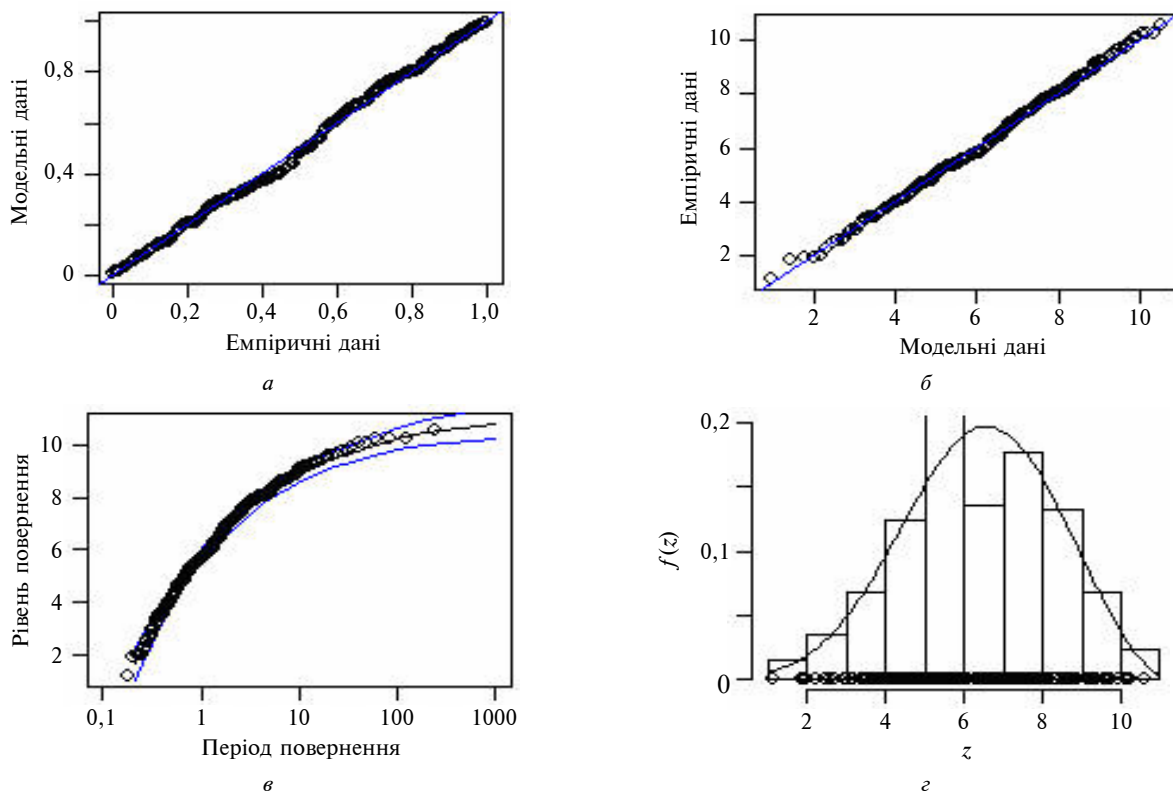 Модельні дані
0,8
0,4
0
0 0,2 0,4 0,6 0,8 1,0
Емпіричні дані
а
Емпіричні дані
10
8
6
4
2
2 4 6 8 10
Модельні дані
б
Рівень повернення
10
8
6
4
2
0,1 1 10 100 1000
Період повернення
в
f(z)
0,2
0,1
0
2 4 6 8 10
z
г